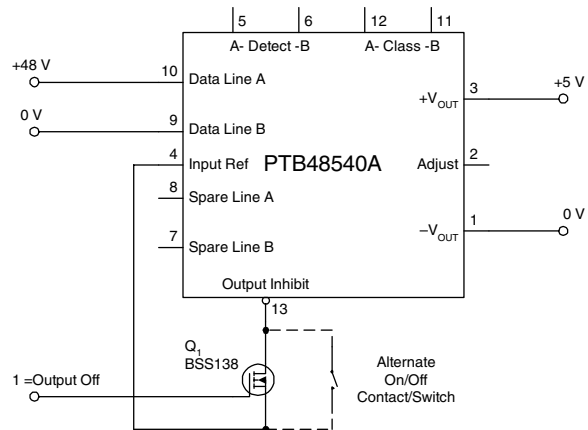 5 6 12 11
A- Detect -B A- Class -B
+48 V
10 Data Line A
3 +5 V
+VOUT
0 V
9 Data Line B
4 Input Ref PTB48540A Adjust 2
8 Spare Line A
1 0 V
–VOUT
7 Spare Line B
Output Inhibit
13
Q1
BSS138
Alternate
On/Off
Contact/Switch
1 =Output Off